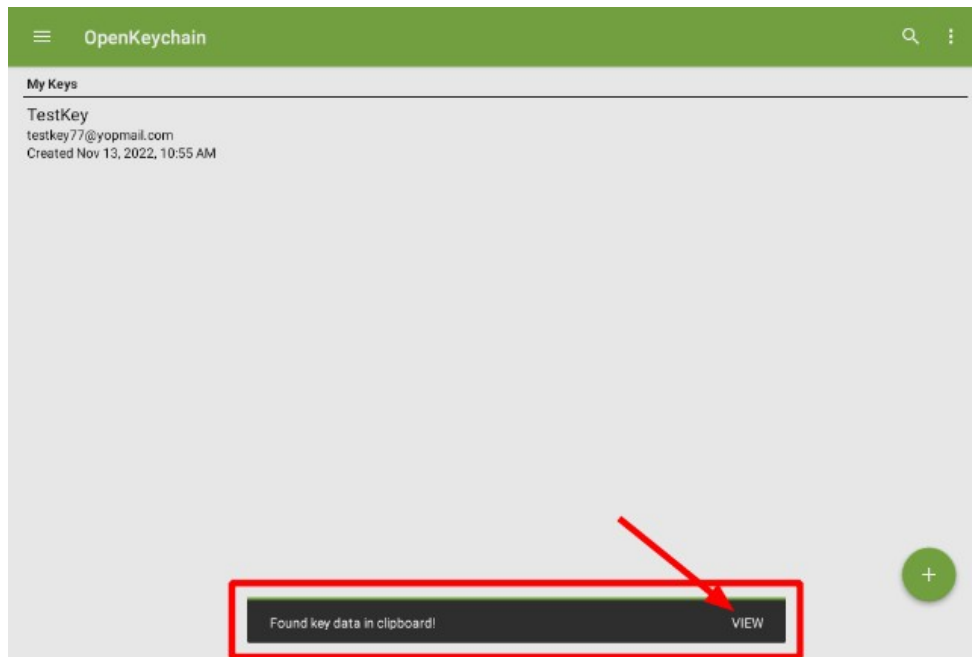 OpenKeychain
My Keys
TestKey
testkey77@yopmail.com
Created Nov 13, 2022, 10:55 AM
Found key data in clipboard! VIEW